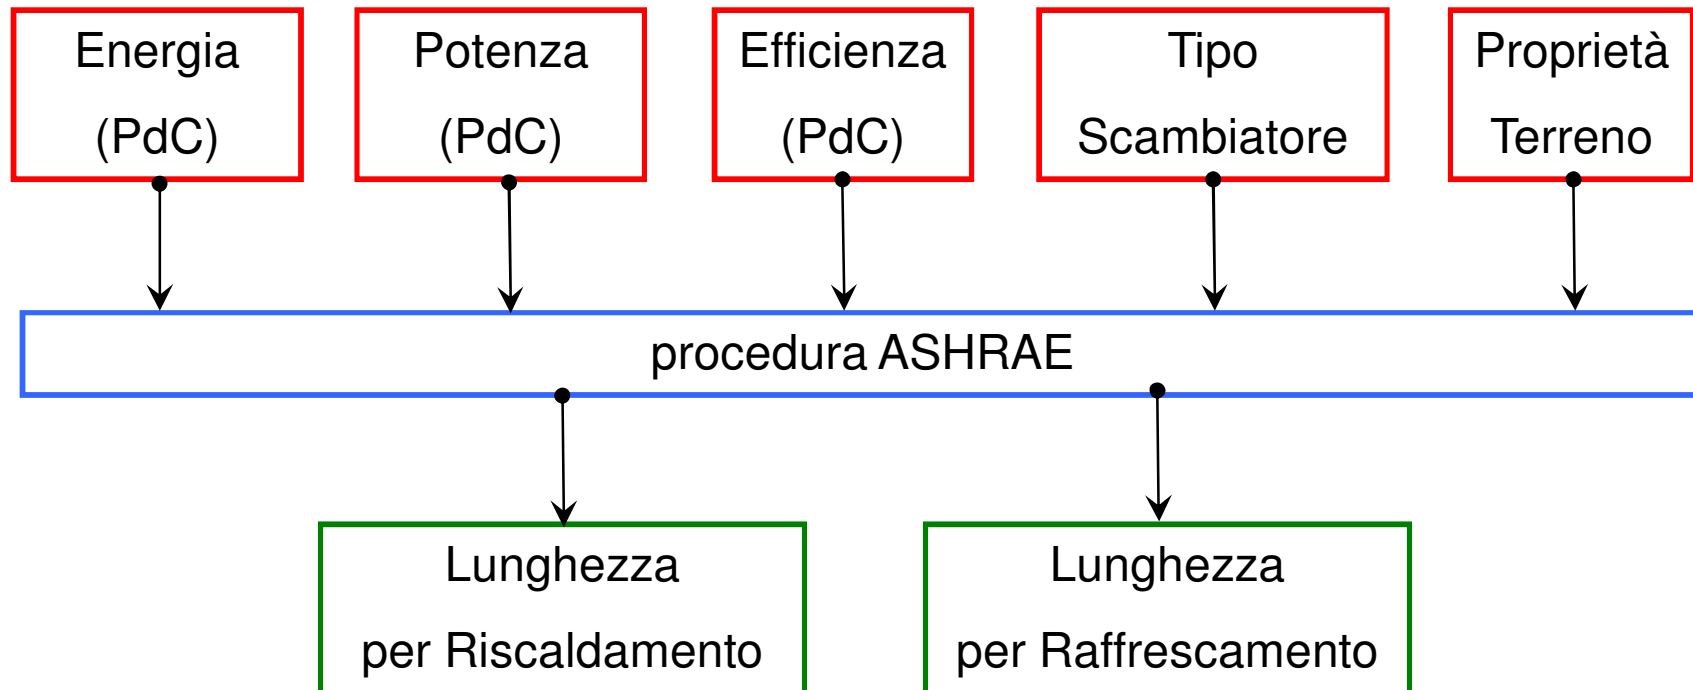 Energia
(PdC)
Potenza
(PdC)
Efficienza
(PdC)
Tipo
Scambiatore
Proprietà
Terreno
procedura ASHRAE
Lunghezza
per Riscaldamento
Lunghezza
per Raffrescamento